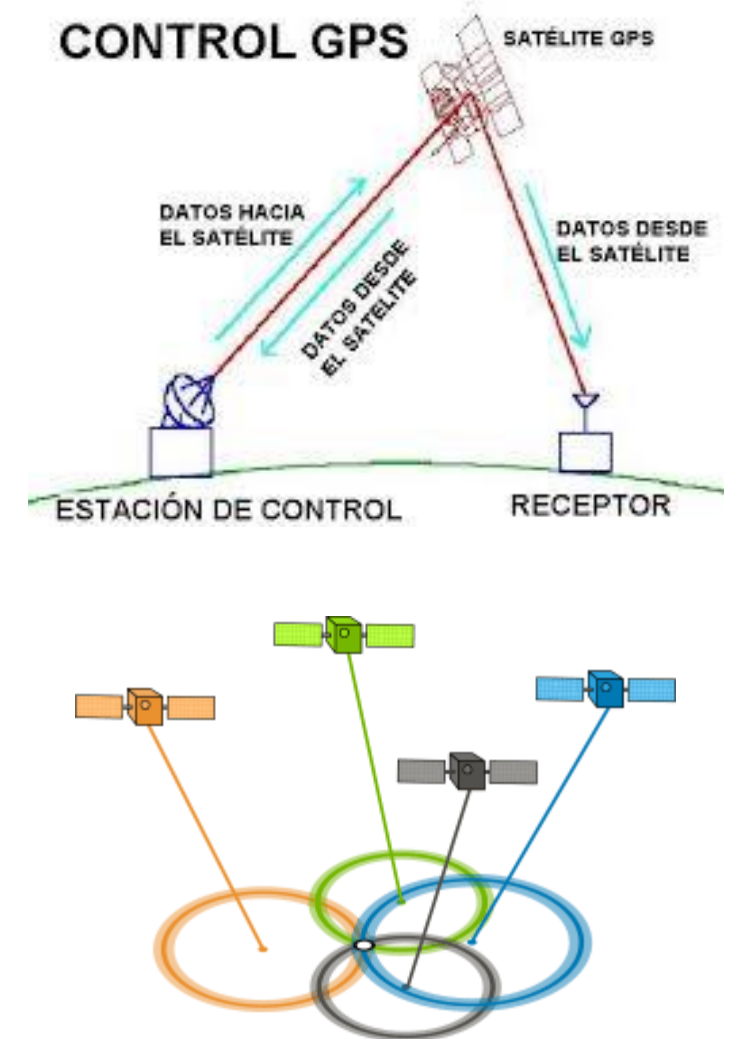 CONTROL GPS
SATÉLITE GPS
DATOS HACIA
EL SATÉLITE
DATOS DESDE
EL SATELITE
DATOS DESDE
EL SATÉLITE
ESTACIÓN DE CONTROL
RECEPTOR